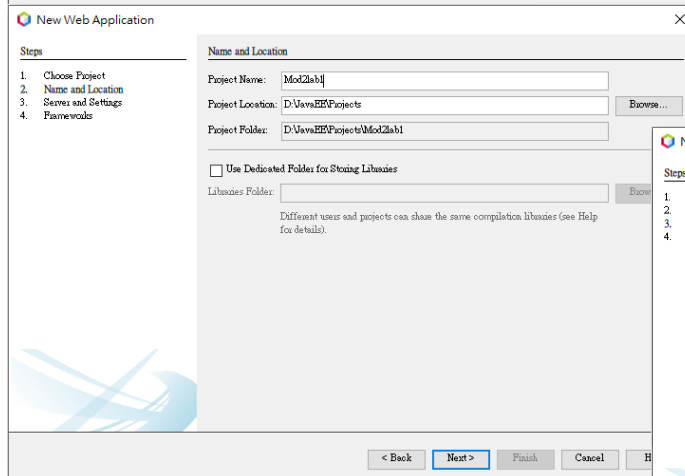 New Web Application
Steps
1. Choose Project
2. Name and Location
3. Server and Settings
4. Frameworks
Name and Location
Project Name: Mod2lab1
Project Location: D:\JavaEE\Projects Browse...
Project Folder: D:\JavaEE\Projects\Mod2lab1
Use Dedicated Folder for Storing Libraries
Libraries Folder:
Different users and projects can share the same compilation libraries (see Help
for details).
< Back Next > Finish Cancel
Steps
1.
2.
3.
4.